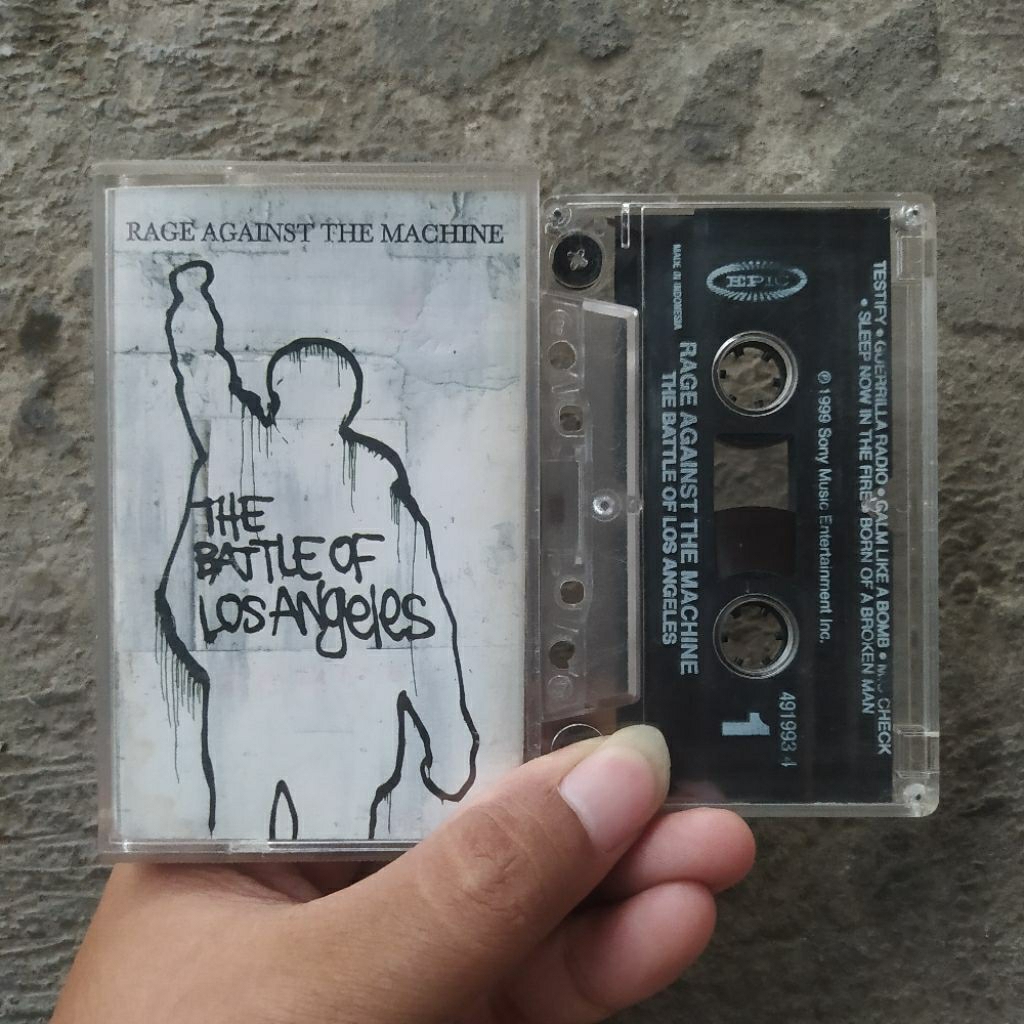 RAGE AGAINST THE MACHINE
THE
BATTLE OF
LOS ANGELES
EPIC
MADE IN INDONESIA
RAGE AGAINST THE MACHINE
THE BATTLE OF LOS ANGELES
℗ 1999 Sony Music Entertainment Inc.
TESTIFY • GUERRILLA RADIO • CALM LIKE A BOMB • CHECK
• SLEEP NOW IN THE FIRE BORN OF A BROKEN MAN
491993 4
1